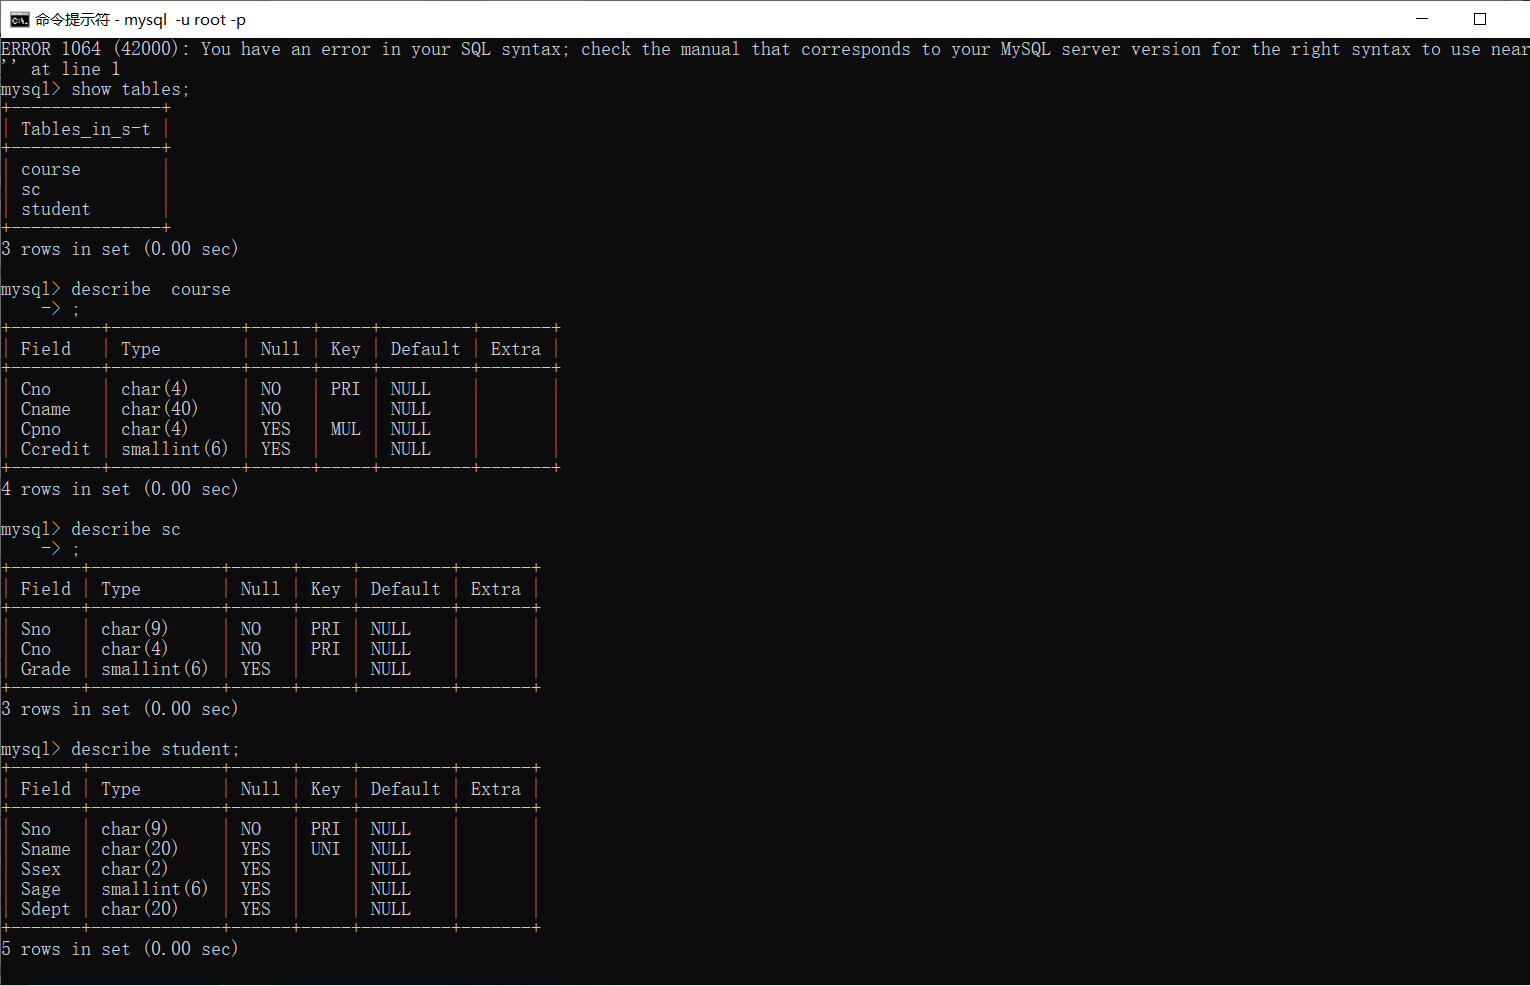 命令提示符 - mysql  -u root -p
ERROR 1064 (42000): You have an error in your SQL syntax; check the manual that corresponds to your MySQL server version for the right syntax to use near
'' at line 1
mysql> show tables;
+---------------+
| Tables_in_s-t |
+---------------+
| course        |
| sc            |
| student       |
+---------------+
3 rows in set (0.00 sec)
mysql> describe  course
    -> ;
+---------+-------------+------+-----+---------+-------+
| Field   | Type        | Null | Key | Default | Extra |
+---------+-------------+------+-----+---------+-------+
| Cno     | char(4)     | NO   | PRI | NULL    |       |
| Cname   | char(40)    | NO   |     | NULL    |       |
| Cpno    | char(4)     | YES  | MUL | NULL    |       |
| Ccredit | smallint(6) | YES  |     | NULL    |       |
+---------+-------------+------+-----+---------+-------+
4 rows in set (0.00 sec)
mysql> describe sc
    -> ;
+-------+-------------+------+-----+---------+-------+
| Field | Type        | Null | Key | Default | Extra |
+-------+-------------+------+-----+---------+-------+
| Sno   | char(9)     | NO   | PRI | NULL    |       |
| Cno   | char(4)     | NO   | PRI | NULL    |       |
| Grade | smallint(6) | YES  |     | NULL    |       |
+-------+-------------+------+-----+---------+-------+
3 rows in set (0.00 sec)
mysql> describe student;
+-------+-------------+------+-----+---------+-------+
| Field | Type        | Null | Key | Default | Extra |
+-------+-------------+------+-----+---------+-------+
| Sno   | char(9)     | NO   | PRI | NULL    |       |
| Sname | char(20)    | YES  | UNI | NULL    |       |
| Ssex  | char(2)     | YES  |     | NULL    |       |
| Sage  | smallint(6) | YES  |     | NULL    |       |
| Sdept | char(20)    | YES  |     | NULL    |       |
+-------+-------------+------+-----+---------+-------+
5 rows in set (0.00 sec)